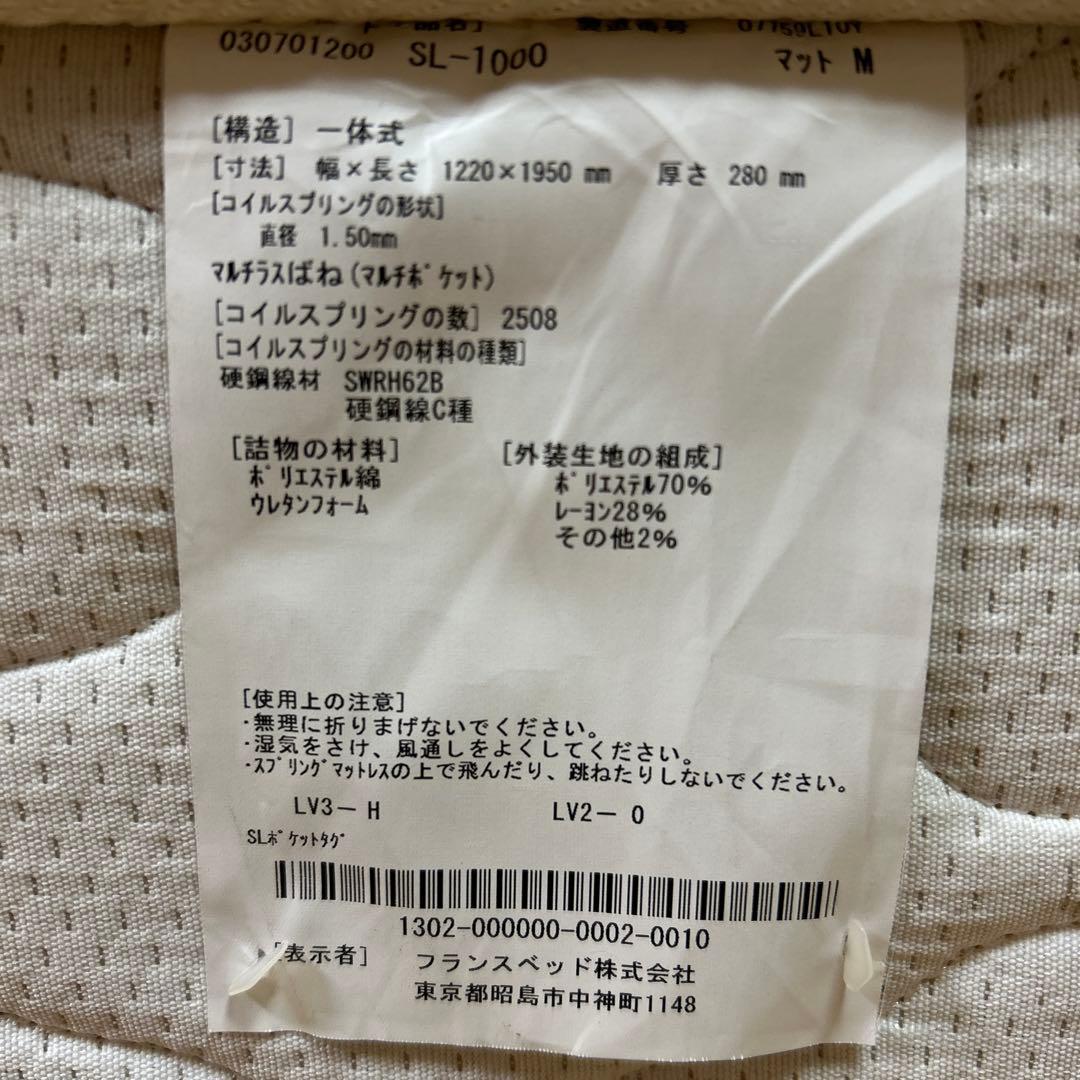 品名]
030701200 SL-1000 マット M
[構造] 一体式
[寸法] 幅×長さ 1220×1950 mm 厚さ 280 mm
[コイルスプリングの形状]
直径 1.50mm
ﾏﾙﾁﾗｽばね(ﾏﾙﾁﾎﾟｹｯﾄ)
[コイルスプリングの数] 2508
[コイルスプリングの材料の種類]
硬鋼線材 SWRH62B
硬鋼線C種
[詰物の材料] [外装生地の組成]
ﾎﾟﾘｴｽﾃﾙ綿 ﾎﾟﾘｴｽﾃﾙ70%
ｳﾚﾀﾝﾌｫｰﾑ ﾚｰﾖﾝ28%
その他2%
[使用上の注意]
・無理に折りまげないでください。
・湿気をさけ、風通しをよくしてください。
・ｽﾌﾟﾘﾝｸﾞﾏｯﾄﾚｽの上で飛んだり、跳ねたりしないでください。
LV3－ H LV2－ O
SLﾎﾟｹｯﾄﾀｸﾞ
1302-000000-0002-0010
[表示者] フランスベッド株式会社
東京都昭島市中神町1148